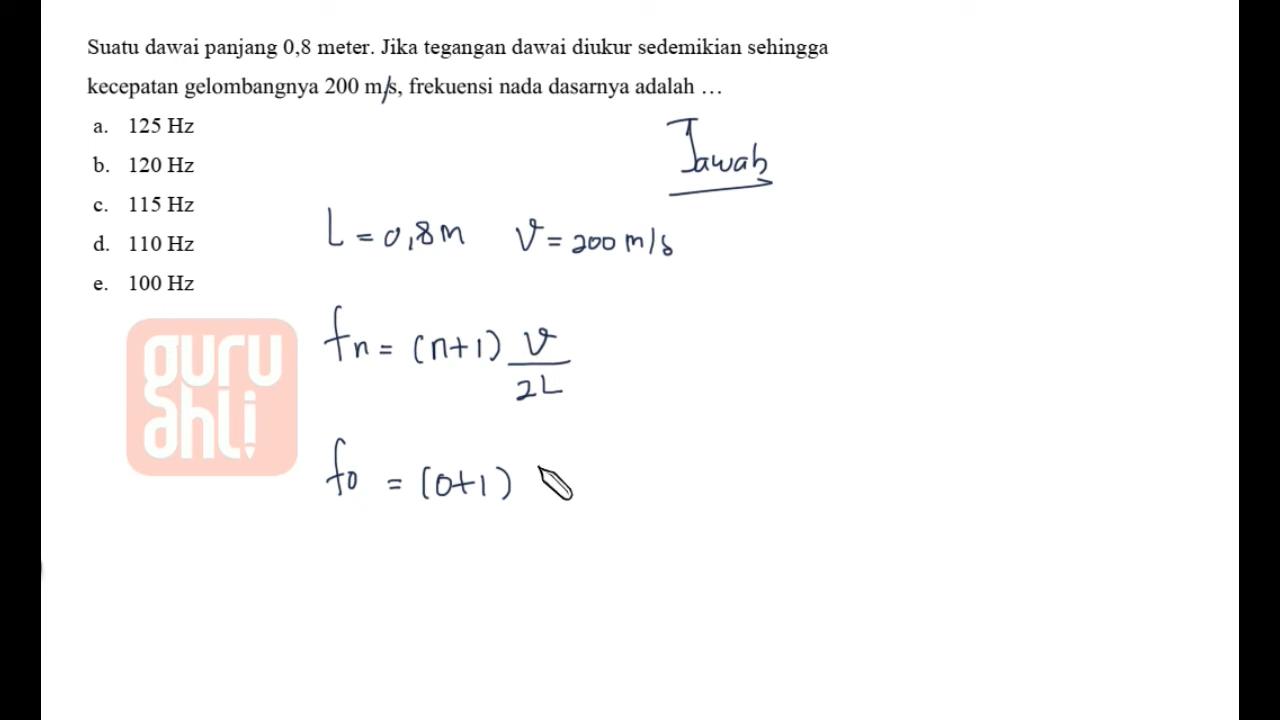 Suatu dawai panjang 0,8 meter. Jika tegangan dawai diukur sedemikian sehingga
kecepatan gelombangnya 200 m/s, frekuensi nada dasarnya adalah …
a. 125 Hz
b. 120 Hz
c. 115 Hz
d. 110 Hz
e. 100 Hz
Jawab
L = 0,8 m v = 200 m/s
fn = (n+1) v/2L
f0 = (0+1)
guru
ahli